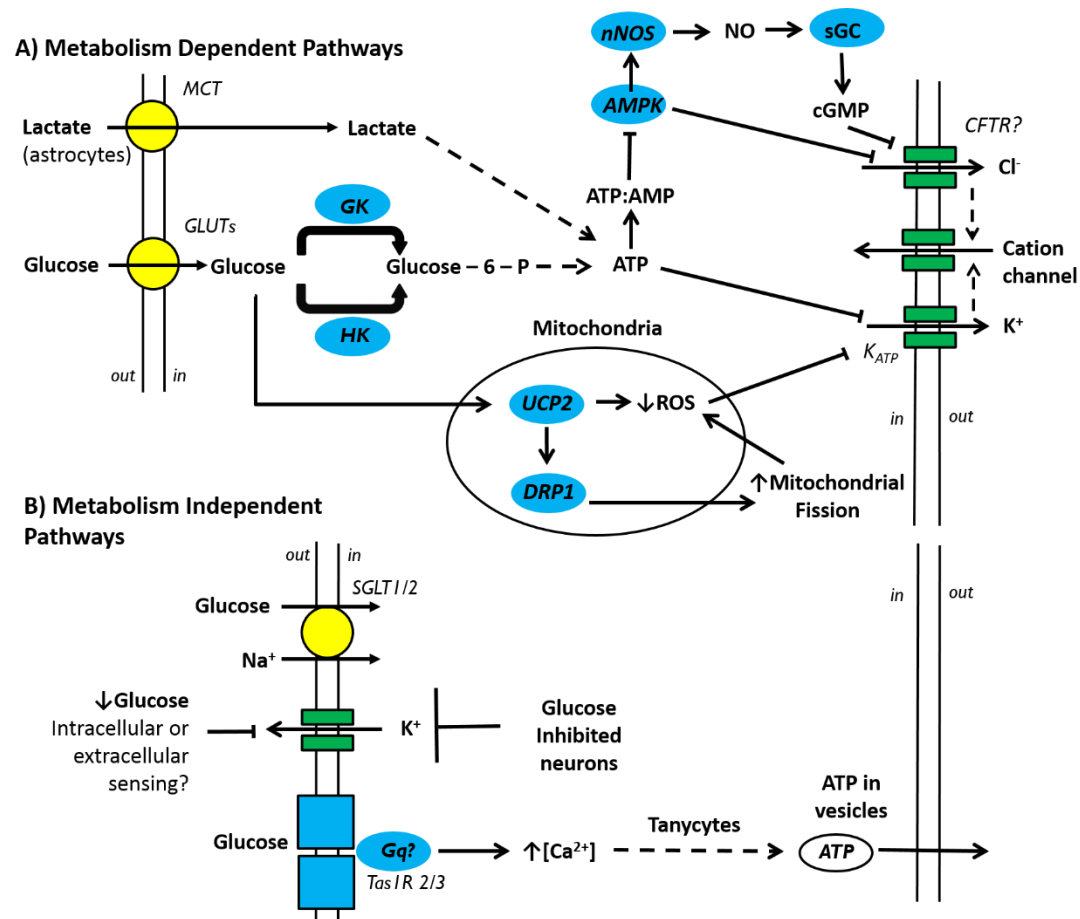 A) Metabolism Dependent Pathways
nNOS
NO
sGC
MCT
AMPK
cGMP
CFTR?
Lactate
(astrocytes)
Lactate
Cl⁻
GK
ATP:AMP
GLUTs
Glucose
Glucose
Glucose – 6 – P
ATP
Cation
channel
HK
Mitochondria
K⁺
K_ATP
out
in
UCP2
↓ROS
in
out
DRP1
↑Mitochondrial
Fission
B) Metabolism Independent
Pathways
out
in
SGLT1/2
Glucose
in
out
Na⁺
↓Glucose
Intracellular or
extracellular
sensing?
K⁺
Glucose
Inhibited
neurons
ATP in
vesicles
Glucose
Tanycytes
Gq?
↑[Ca²⁺]
ATP
Tas1R 2/3